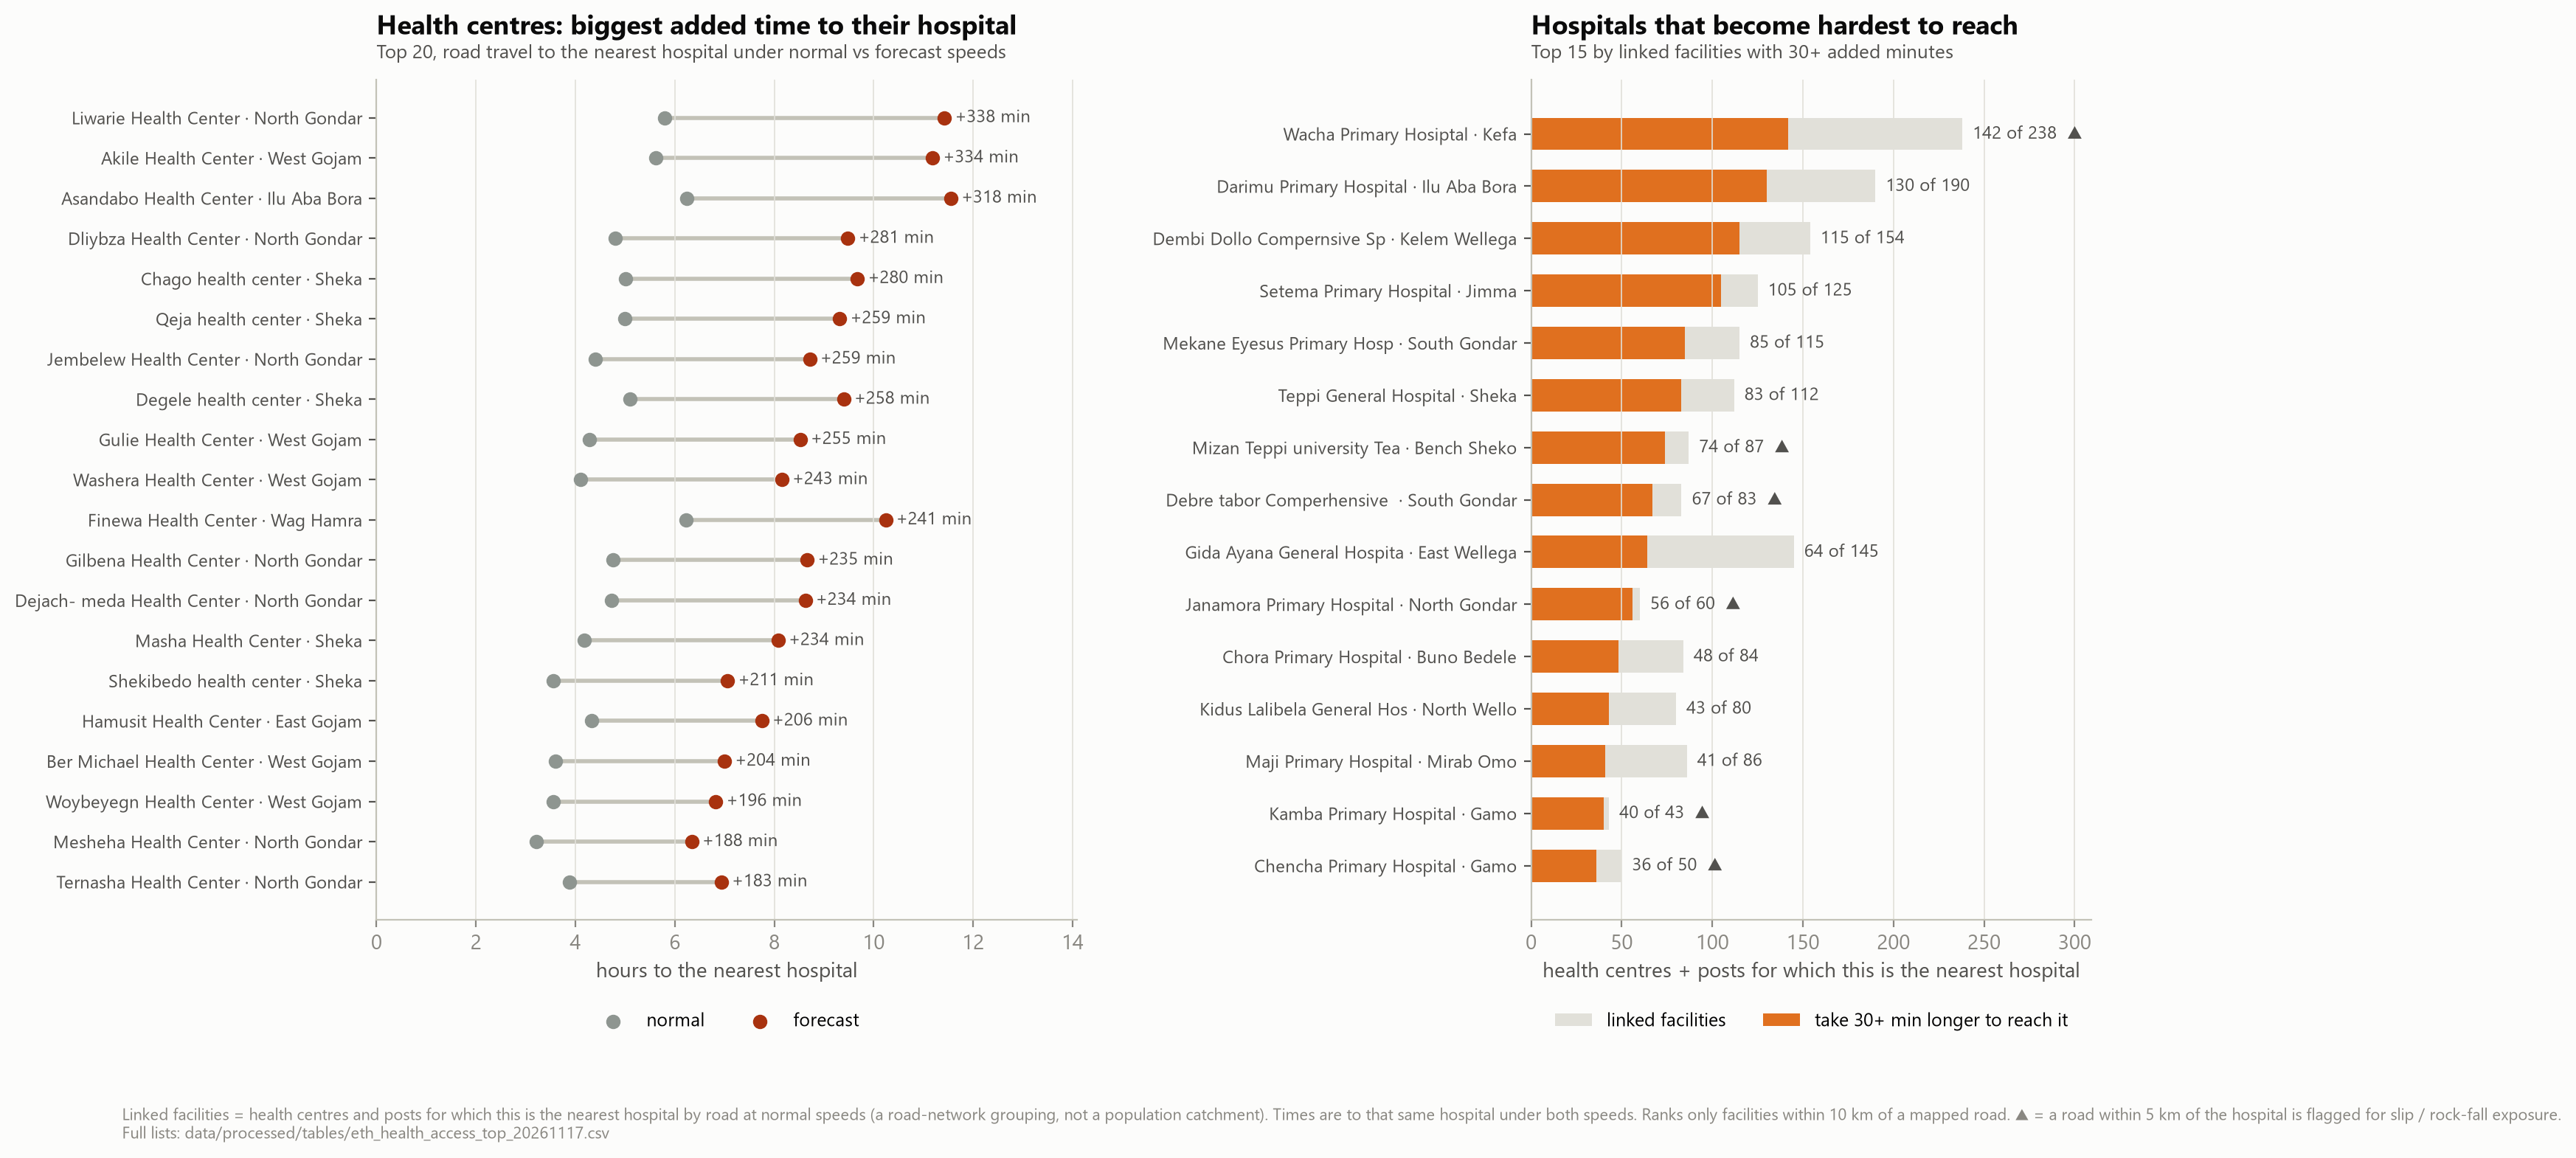 Health centres: biggest added time to their hospital
Top 20, road travel to the nearest hospital under normal vs forecast speeds
Liwarie Health Center · North Gondar +338 min
Akile Health Center · West Gojam +334 min
Asandabo Health Center · Ilu Aba Bora +318 min
Dliybza Health Center · North Gondar +281 min
Chago health center · Sheka +280 min
Qeja health center · Sheka +259 min
Jembelew Health Center · North Gondar +259 min
Degele health center · Sheka +258 min
Gulie Health Center · West Gojam +255 min
Washera Health Center · West Gojam +243 min
Finewa Health Center · Wag Hamra +241 min
Gilbena Health Center · North Gondar +235 min
Dejach- meda Health Center · North Gondar +234 min
Masha Health Center · Sheka +234 min
Shekibedo health center · Sheka +211 min
Hamusit Health Center · East Gojam +206 min
Ber Michael Health Center · West Gojam +204 min
Woybeyegn Health Center · West Gojam +196 min
Mesheha Health Center · North Gondar +188 min
Ternasha Health Center · North Gondar +183 min
0 2 4 6 8 10 12 14
hours to the nearest hospital
normal forecast
Hospitals that become hardest to reach
Top 15 by linked facilities with 30+ added minutes
Wacha Primary Hosiptal · Kefa 142 of 238 ▲
Darimu Primary Hospital · Ilu Aba Bora 130 of 190
Dembi Dollo Compernsive Sp · Kelem Wellega 115 of 154
Setema Primary Hospital · Jimma 105 of 125
Mekane Eyesus Primary Hosp · South Gondar 85 of 115
Teppi General Hospital · Sheka 83 of 112
Mizan Teppi university Tea · Bench Sheko 74 of 87 ▲
Debre tabor Comperhensive  · South Gondar 67 of 83 ▲
Gida Ayana General Hospita · East Wellega 64 of 145
Janamora Primary Hospital · North Gondar 56 of 60 ▲
Chora Primary Hospital · Buno Bedele 48 of 84
Kidus Lalibela General Hos · North Wello 43 of 80
Maji Primary Hospital · Mirab Omo 41 of 86
Kamba Primary Hospital · Gamo 40 of 43 ▲
Chencha Primary Hospital · Gamo 36 of 50 ▲
0 50 100 150 200 250 300
health centres + posts for which this is the nearest hospital
linked facilities take 30+ min longer to reach it
Linked facilities = health centres and posts for which this is the nearest hospital by road at normal speeds (a road-network grouping, not a population catchment). Times are to that same hospital under both speeds. Ranks only facilities within 10 km of a mapped road. ▲ = a road within 5 km of the hospital is flagged for slip / rock-fall exposure.
Full lists: data/processed/tables/eth_health_access_top_20261117.csv